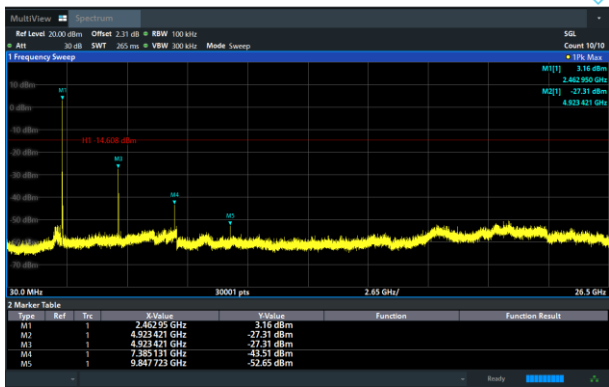 MultiView Spectrum
Ref Level 20.00 dBm Offset 2.31 dB RBW 100 kHz SGL
Att 30 dB SWT 265 ms VBW 300 kHz Mode Sweep Count 10/10
1 Frequency Sweep 1Pk Max
M1[1] 3.16 dBm
2.462 950 GHz
M2[1] -27.31 dBm
4.923 421 GHz
10 dBm
M1
0 dBm
-10 dBm
H1 -14.608 dBm
-20 dBm
M3
-40 dBm
M4
-50 dBm
M5
-70 dBm
30.0 MHz 30001 pts 2.65 GHz/ 26.5 GHz
2 Marker Table
Type Ref Trc X-Value Y-Value Function Function Result
M1 1 2.46295 GHz 3.16 dBm
M2 1 4.923 421 GHz -27.31 dBm
M3 1 4.923 421 GHz -27.31 dBm
M4 1 7.385 131 GHz -43.51 dBm
M5 1 9.847 723 GHz -52.65 dBm
Ready